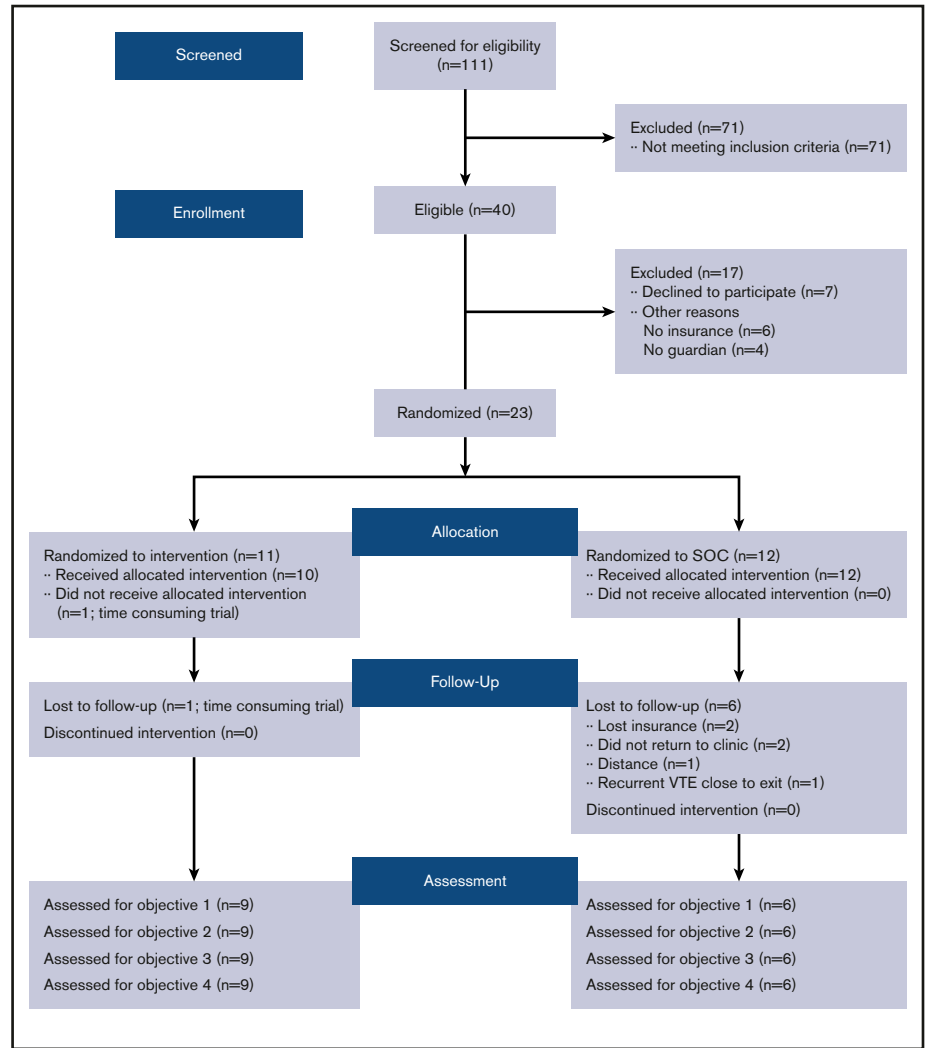 Screened
Screened for eligibility
(n=111)
Excluded (n=71)
·· Not meeting inclusion criteria (n=71)
Enrollment
Eligible (n=40)
Excluded (n=17)
·· Declined to participate (n=7)
·· Other reasons
No insurance (n=6)
No guardian (n=4)
Randomized (n=23)
Allocation
Randomized to intervention (n=11)
·· Received allocated intervention (n=10)
·· Did not receive allocated intervention
(n=1; time consuming trial)
Randomized to SOC (n=12)
·· Received allocated intervention (n=12)
·· Did not receive allocated intervention (n=0)
Follow-Up
Lost to follow-up (n=1; time consuming trial)
Discontinued intervention (n=0)
Lost to follow-up (n=6)
·· Lost insurance (n=2)
·· Did not return to clinic (n=2)
·· Distance (n=1)
·· Recurrent VTE close to exit (n=1)
Discontinued intervention (n=0)
Assessment
Assessed for objective 1 (n=9)
Assessed for objective 2 (n=9)
Assessed for objective 3 (n=9)
Assessed for objective 4 (n=9)
Assessed for objective 1 (n=6)
Assessed for objective 2 (n=6)
Assessed for objective 3 (n=6)
Assessed for objective 4 (n=6)